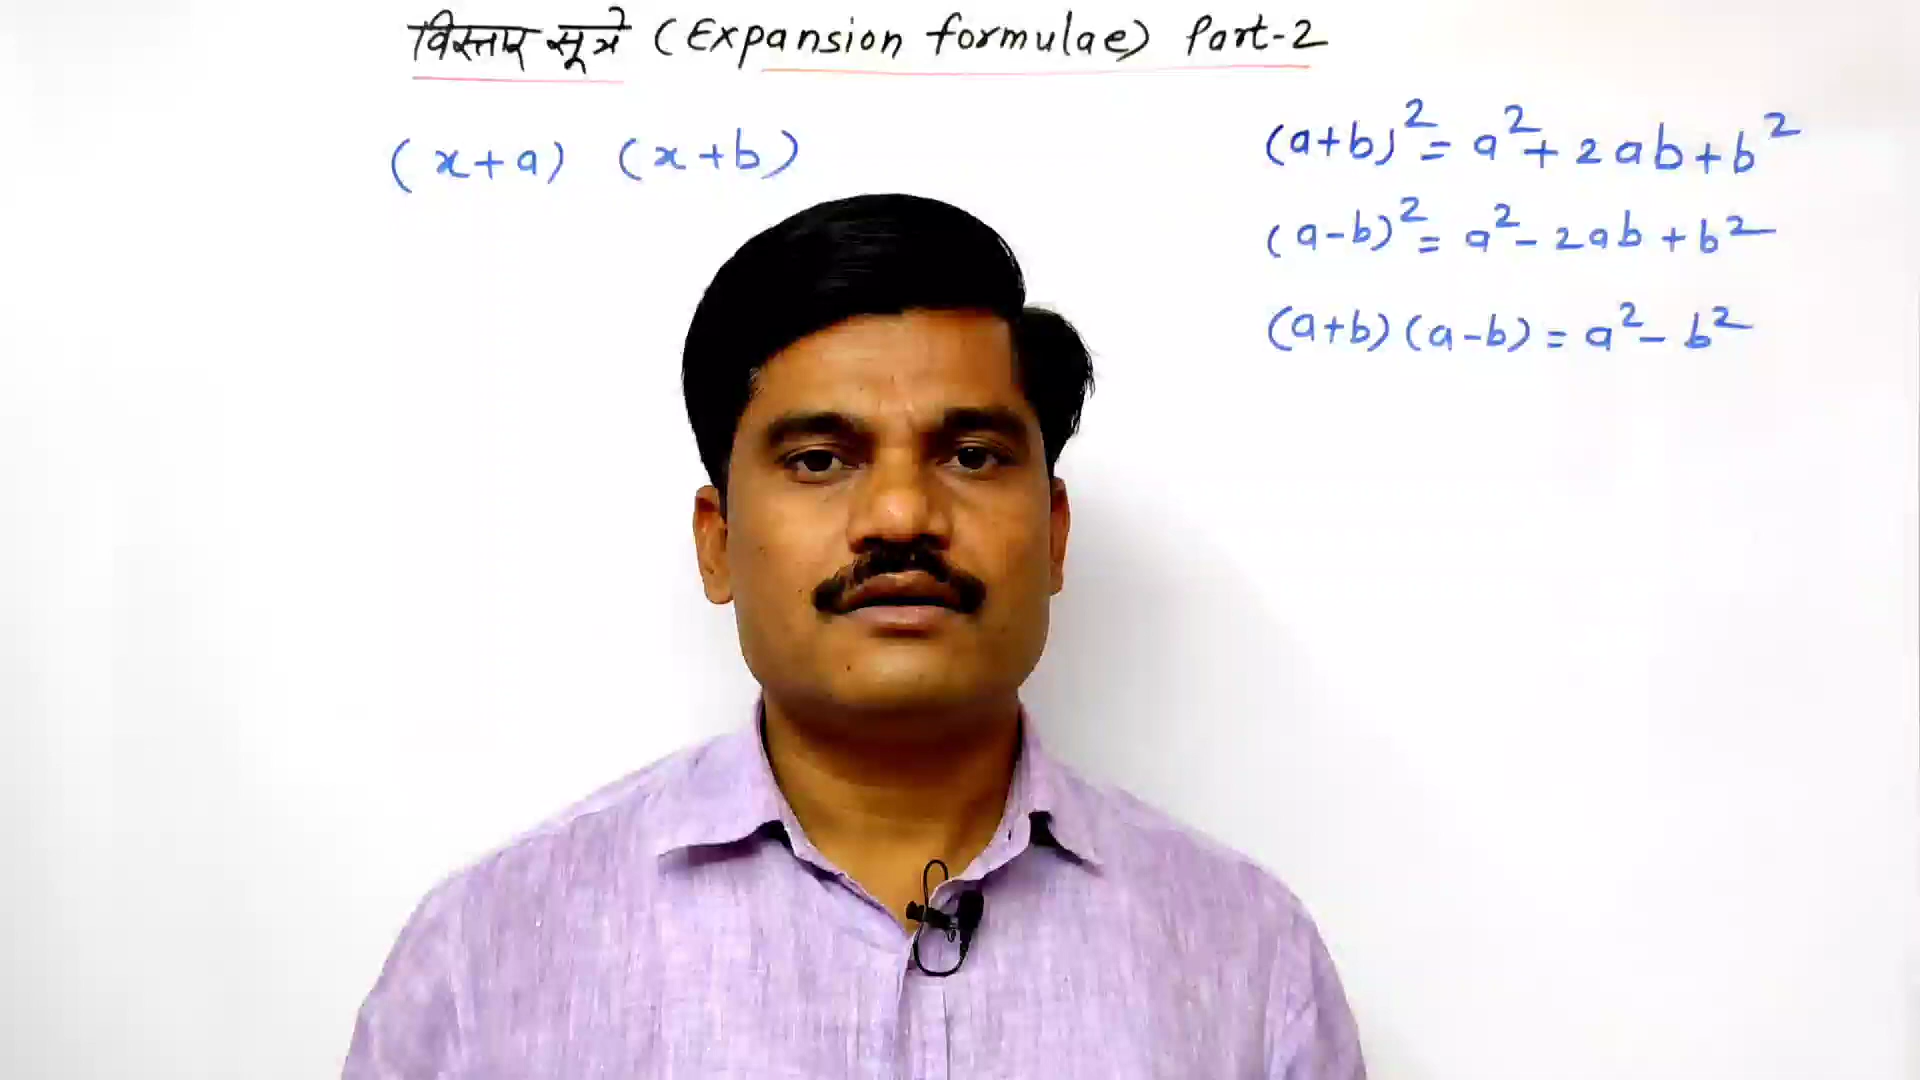 विस्तार सूत्रे (Expansion formulae) Part-2
(x+a) (x+b)
(a+b)² = a² + 2ab + b²
(a-b)² = a² - 2ab + b²
(a+b) (a-b) = a² - b²